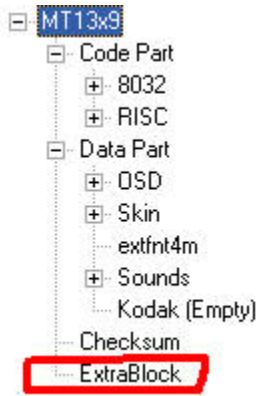 MT13x9
Code Part
8032
RISC
Data Part
OSD
Skin
extfnt4m
Sounds
Kodak (Empty)
Checksum
ExtraBlock